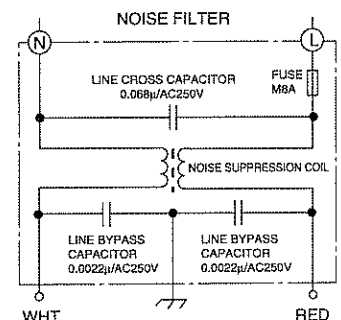 NOISE FILTER
N
L
LINE CROSS CAPACITOR
0.068μ/AC250V
FUSE
M8A
NOISE SUPPRESSION COIL
LINE BYPASS
CAPACITOR
0.0022μ/AC250V
LINE BYPASS
CAPACITOR
0.0022μ/AC250V
WHT
RED